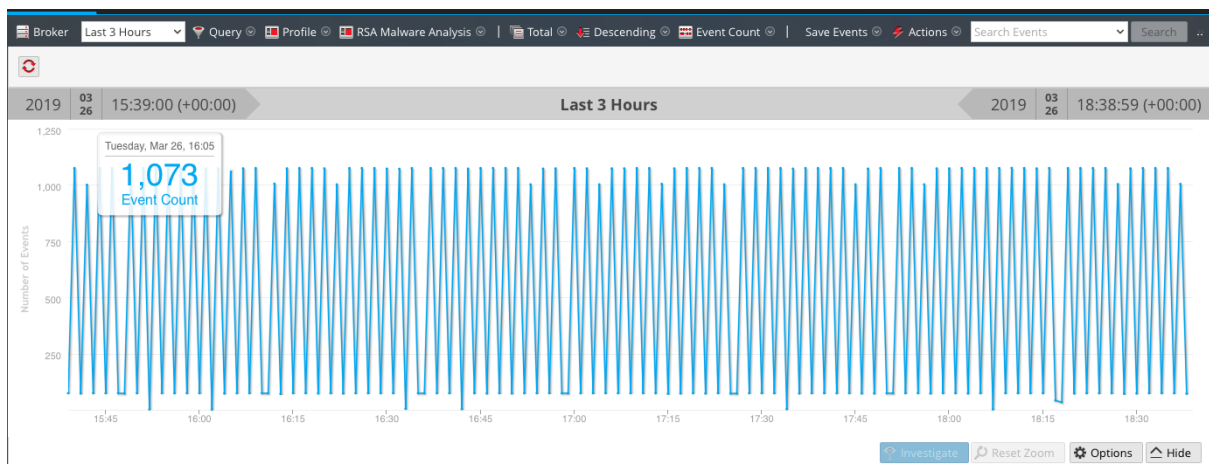 Broker Last 3 Hours Query Profile RSA Malware Analysis | Total Descending Event Count | Save Events Actions Search Events Search ..
2019 03 26 15:39:00 (+00:00) Last 3 Hours 2019 03 26 18:38:59 (+00:00)
1,250
Tuesday, Mar 26, 16:05
1,073
Event Count
1,000
750
Number of Events
500
250
15:45 16:00 16:15 16:30 16:45 17:00 17:15 17:30 17:45 18:00 18:15 18:30
Investigate Reset Zoom Options Hide